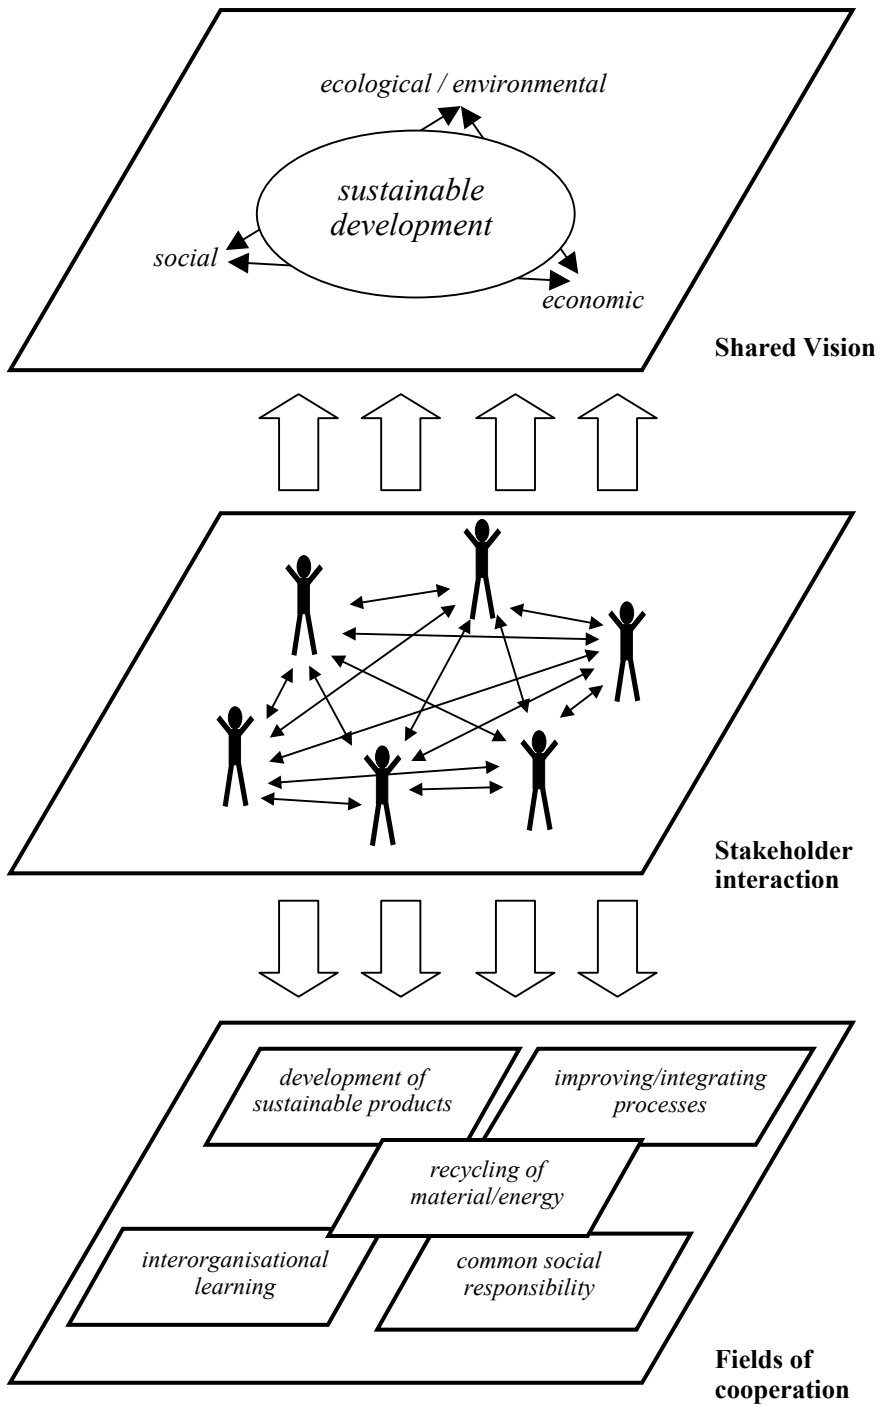 ecological / environmental
sustainable
development
social
economic
Shared Vision
Stakeholder
interaction
development of
sustainable products
improving/integrating
processes
recycling of
material/energy
interorganisational
learning
common social
responsibility
Fields of
cooperation